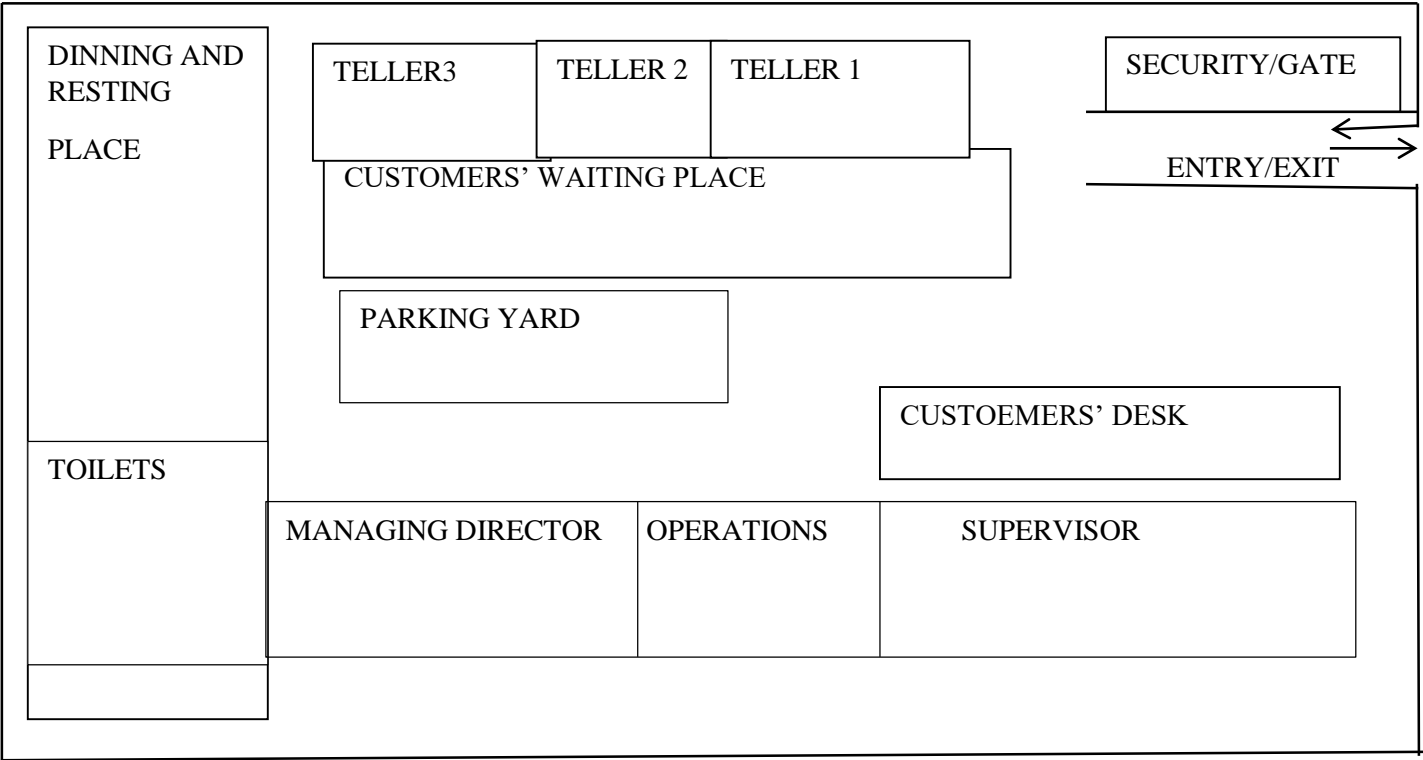 DINNING AND
RESTING
PLACE
TELLER3
TELLER 2
TELLER 1
SECURITY/GATE
ENTRY/EXIT
CUSTOMERS’ WAITING PLACE
PARKING YARD
CUSTOEMERS’ DESK
TOILETS
MANAGING DIRECTOR
OPERATIONS
SUPERVISOR